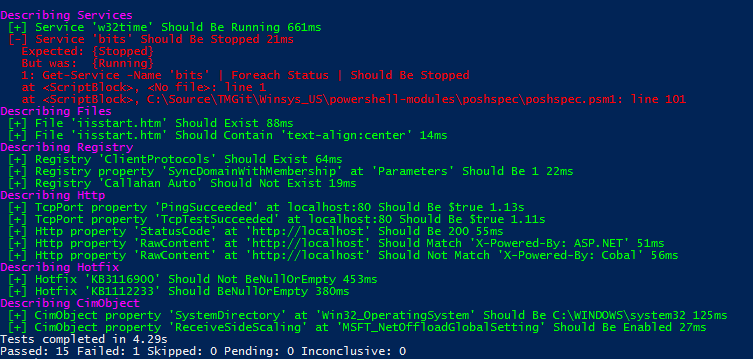 Describing Services
[+] Service 'w32time' Should Be Running 661ms
[-] Service 'bits' Should Be Stopped 21ms
Expected: {Stopped}
But was:  {Running}
1: Get-Service -Name 'bits' | Foreach Status | Should Be Stopped
at <ScriptBlock>, <No file>: line 1
at <ScriptBlock>, C:\Source\TMGit\Winsys_US\powershell-modules\poshspec\poshspec.psm1: line 101
Describing Files
[+] File 'iisstart.htm' Should Exist 88ms
[+] File 'iisstart.htm' Should Contain 'text-align:center' 14ms
Describing Registry
[+] Registry 'ClientProtocols' Should Exist 64ms
[+] Registry property 'SyncDomainWithMembership' at 'Parameters' Should Be 1 22ms
[+] Registry 'Callahan Auto' Should Not Exist 19ms
Describing Http
[+] TcpPort property 'PingSucceeded' at localhost:80 Should Be $true 1.13s
[+] TcpPort property 'TcpTestSucceeded' at localhost:80 Should Be $true 1.11s
[+] Http property 'StatusCode' at 'http://localhost' Should Be 200 55ms
[+] Http property 'RawContent' at 'http://localhost' Should Match 'X-Powered-By: ASP.NET' 51ms
[+] Http property 'RawContent' at 'http://localhost' Should Not Match 'X-Powered-By: Cobal' 56ms
Describing Hotfix
[+] Hotfix 'KB3116900' Should Not BeNullOrEmpty 453ms
[+] Hotfix 'KB1112233' Should BeNullOrEmpty 380ms
Describing CimObject
[+] CimObject property 'SystemDirectory' at 'Win32_OperatingSystem' Should Be C:\WINDOWS\system32 125ms
[+] CimObject property 'ReceiveSideScaling' at 'MSFT_NetOffloadGlobalSetting' Should Be Enabled 27ms
Tests completed in 4.29s
Passed: 15 Failed: 1 Skipped: 0 Pending: 0 Inconclusive: 0